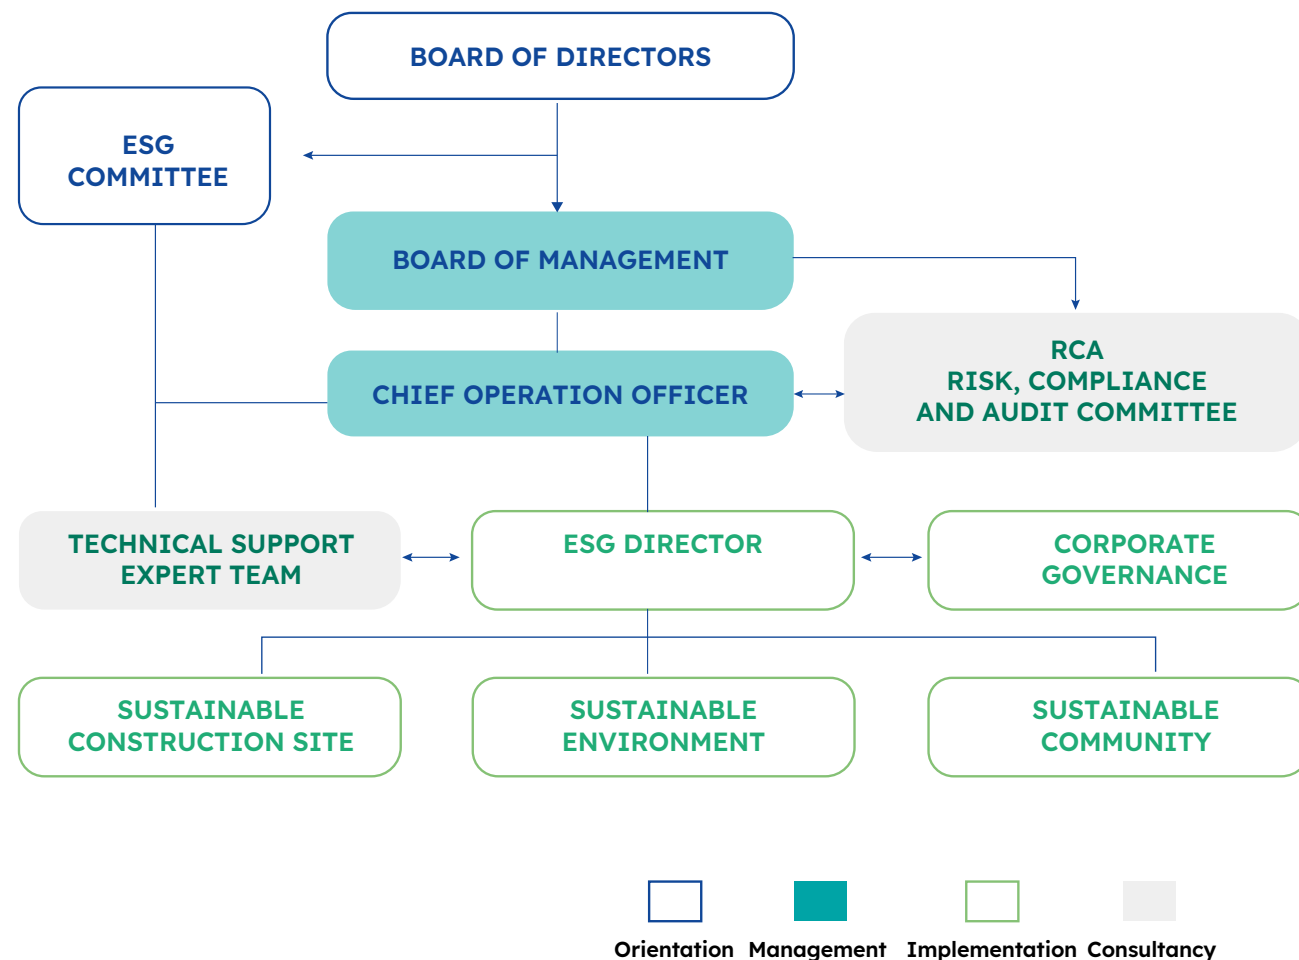 BOARD OF DIRECTORS
ESG
COMMITTEE
BOARD OF MANAGEMENT
CHIEF OPERATION OFFICER
RCA
RISK, COMPLIANCE
AND AUDIT COMMITTEE
TECHNICAL SUPPORT
EXPERT TEAM
ESG DIRECTOR
CORPORATE
GOVERNANCE
SUSTAINABLE
CONSTRUCTION SITE
SUSTAINABLE
ENVIRONMENT
SUSTAINABLE
COMMUNITY
Orientation
Management
Implementation
Consultancy